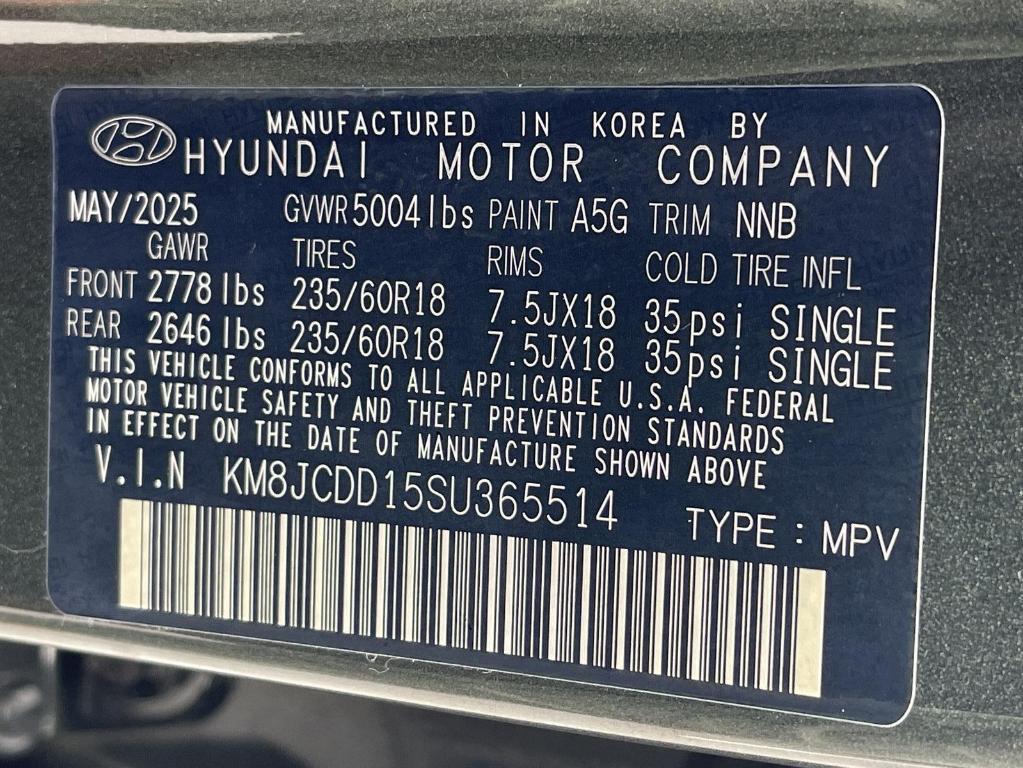 MANUFACTURED IN KOREA BY
HYUNDAI MOTOR COMPANY
MAY/2025 GVWR 5004 lbs PAINT A5G TRIM NNB
GAWR TIRES RIMS COLD TIRE INFL
FRONT 2778 lbs 235/60R18 7.5JX18 35psi SINGLE
REAR 2646 lbs 235/60R18 7.5JX18 35psi SINGLE
THIS VEHICLE CONFORMS TO ALL APPLICABLE U.S.A. FEDERAL
MOTOR VEHICLE SAFETY AND THEFT PREVENTION STANDARDS
IN EFFECT ON THE DATE OF MANUFACTURE SHOWN ABOVE
V.I.N KM8JCDD15SU365514 TYPE : MPV